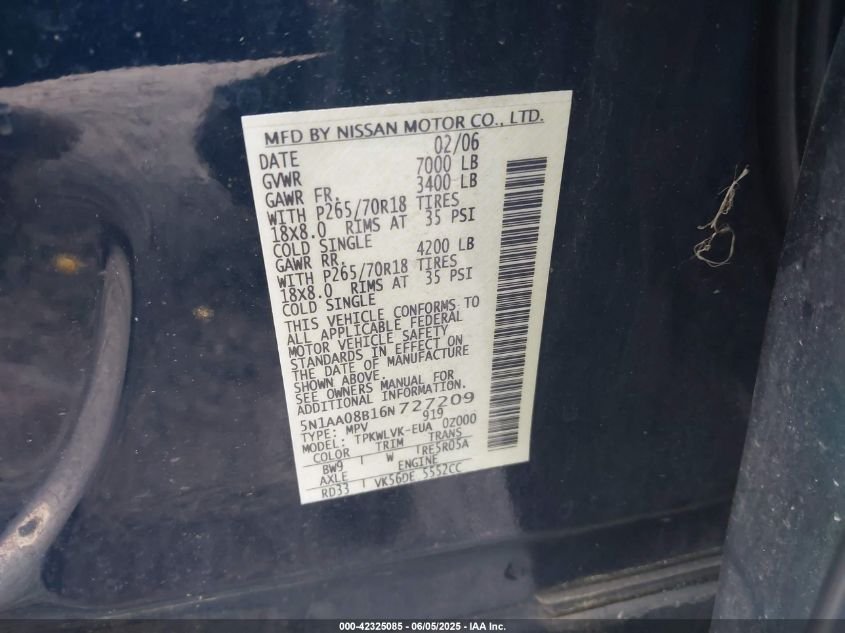 MFD BY NISSAN MOTOR CO., LTD.
DATE 02/06
GVWR 7000 LB
GAWR FR. 3400 LB
WITH P265/70R18 TIRES
18X8.0 RIMS AT 35 PSI
COLD SINGLE
GAWR RR. 4200 LB
WITH P265/70R18 TIRES
18X8.0 RIMS AT 35 PSI
COLD SINGLE
THIS VEHICLE CONFORMS TO
ALL APPLICABLE FEDERAL
MOTOR VEHICLE SAFETY
STANDARDS IN EFFECT ON
THE DATE OF MANUFACTURE
SHOWN ABOVE.
SEE OWNERS MANUAL FOR
ADDITIONAL INFORMATION.
5N1AA08B16N727209
TYPE: MPV 919
MODEL: TPKWLVK-EUA 0Z000
COLOR TRIM TRANS
BW9 W TRE5R05A
AXLE ENGINE
RD33 VK56DE 5552CC
000-42325085 - 06/05/2025 - IAA Inc.